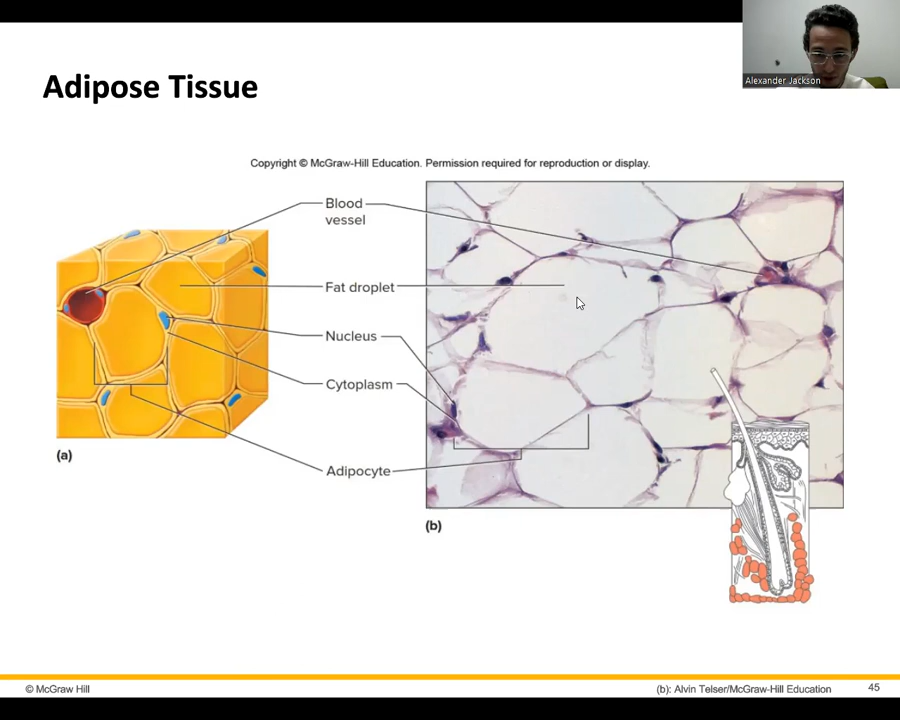 Alexander Jackson
Adipose Tissue
Copyright © McGraw-Hill Education. Permission required for reproduction or display.
Blood
vessel
Fat droplet
Nucleus
Cytoplasm
Adipocyte
(a)
(b)
© McGraw Hill
(b): Alvin Telser/McGraw-Hill Education
45